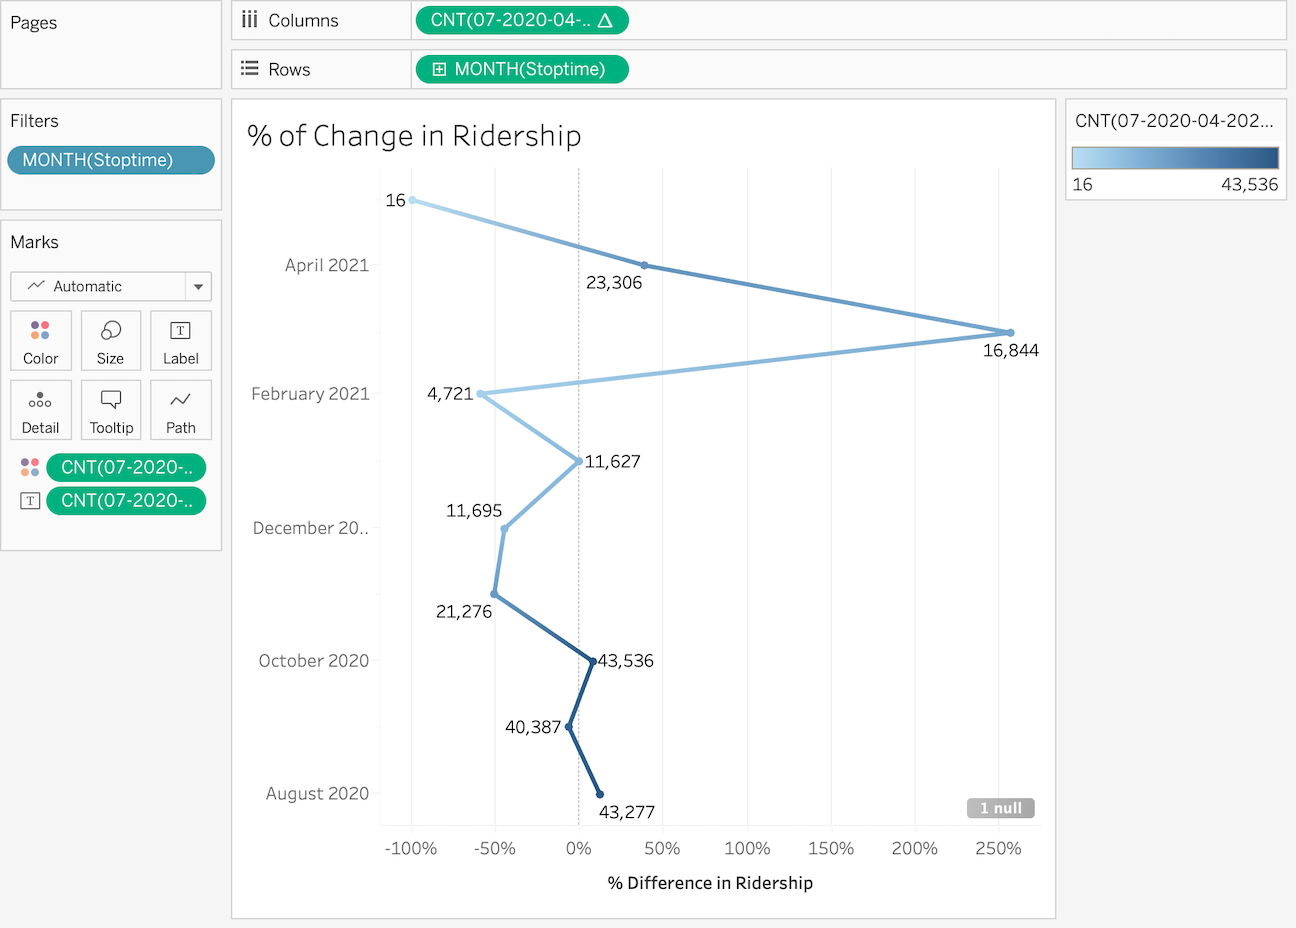 Pages
Columns
CNT(07-2020-04-..
Rows
MONTH(Stoptime)
Filters
MONTH(Stoptime)
Marks
Automatic
Color
Size
T
Label
Detail
Tooltip
Path
CNT(07-2020-..
T
CNT(07-2020-..
% of Change in Ridership
16
April 2021
23,306
16,844
February 2021
4,721
11,627
11,695
December 20..
21,276
October 2020
43,536
40,387
August 2020
43,277
1 null
-100%
-50%
0%
50%
100%
150%
200%
250%
% Difference in Ridership
CNT(07-2020-04-202...
16
43,536